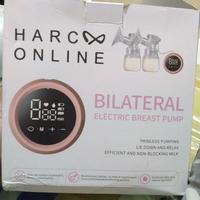 HARC
ONLINE
BILATERAL
ELECTRIC BREAST PUMP
PAINLESS PUMPING
LIE DOWN AND RELAX
EFFICIENT AND NON-BLOCKING MILK